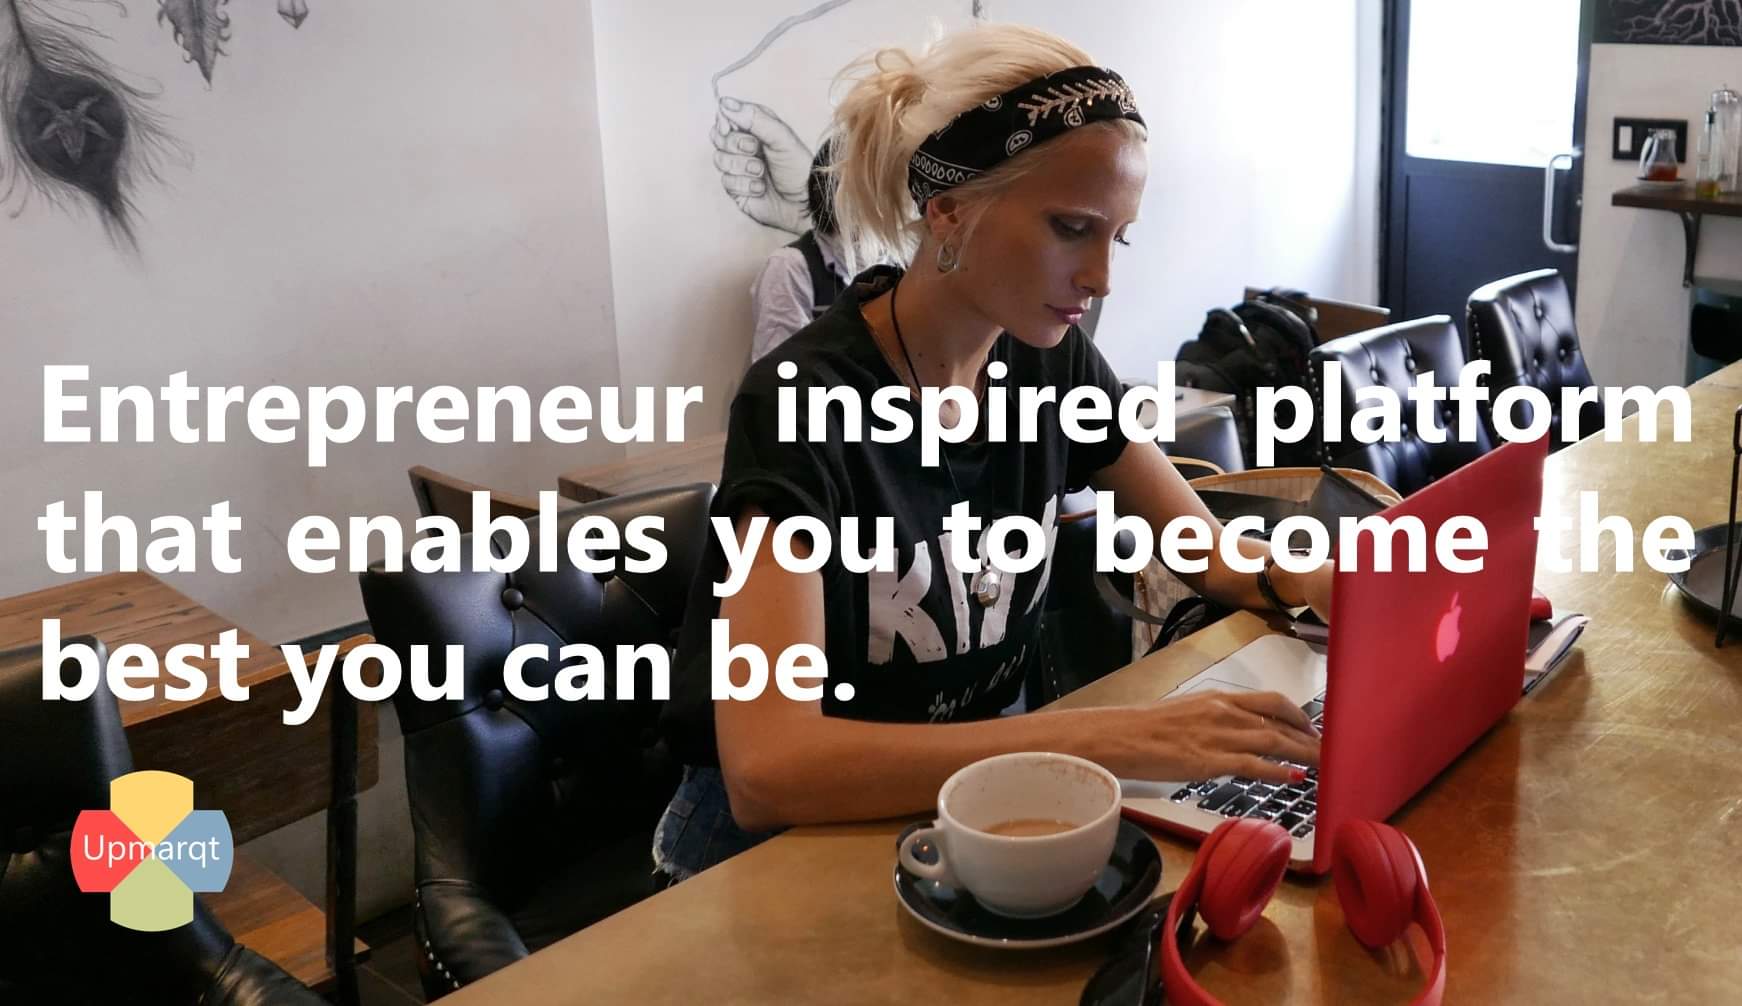 Entrepreneur inspired platform
that enables you to become the
best you can be.
Upmarqt